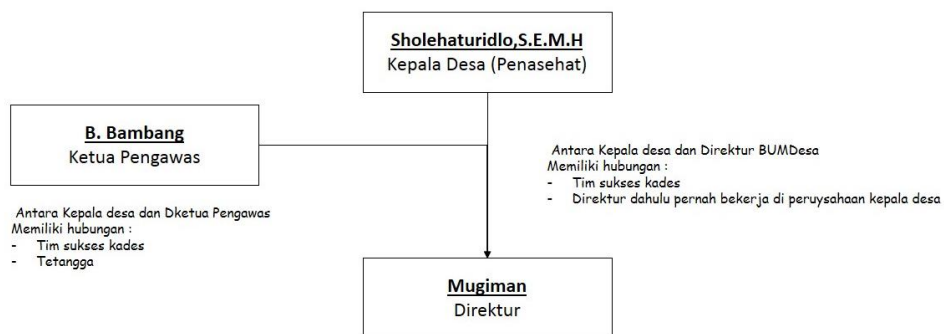 Sholehaturidlo,S.E.M.H
Kepala Desa (Penasehat)
B. Bambang
Ketua Pengawas
Antara Kepala desa dan Direktur BUMDesa
Memiliki hubungan :
- Tim sukses kades
- Direktur dahulu pernah bekerja di peruysahaan kepala desa
Antara Kepala desa dan Dketua Pengawas
Memiliki hubungan :
- Tim sukses kades
- Tetangga
Mugiman
Direktur